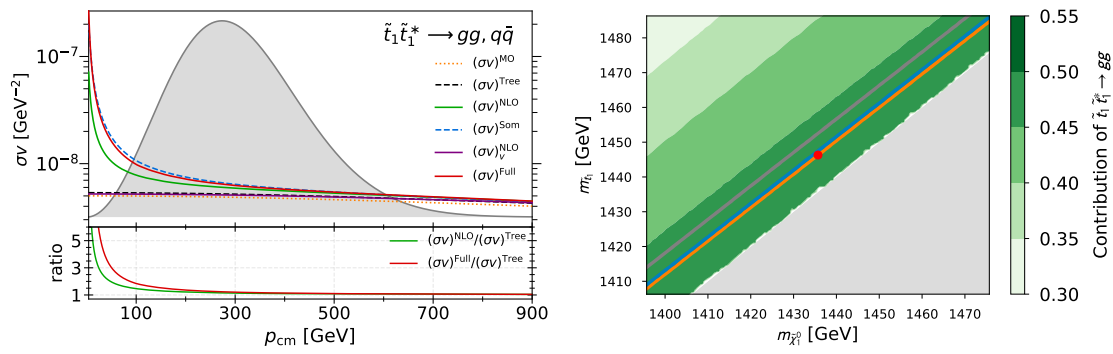 t̃₁t̃₁* ⟶ gg, qq̄
(σv)^MO
(σv)^Tree
(σv)^NLO
(σv)^Som
(σv)_v^NLO
(σv)^Full
σv [GeV⁻²]
10⁻⁷
10⁻⁸
(σv)^NLO/(σv)^Tree
(σv)^Full/(σv)^Tree
ratio
5
3
1
100 300 500 700 900
p_cm [GeV]
m_t̃₁ [GeV]
1480
1470
1460
1450
1440
1430
1420
1410
1400 1410 1420 1430 1440 1450 1460 1470
m_χ̃₁⁰ [GeV]
0.55
0.50
0.45
0.40
0.35
0.30
Contribution of t̃₁t̃₁* → gg